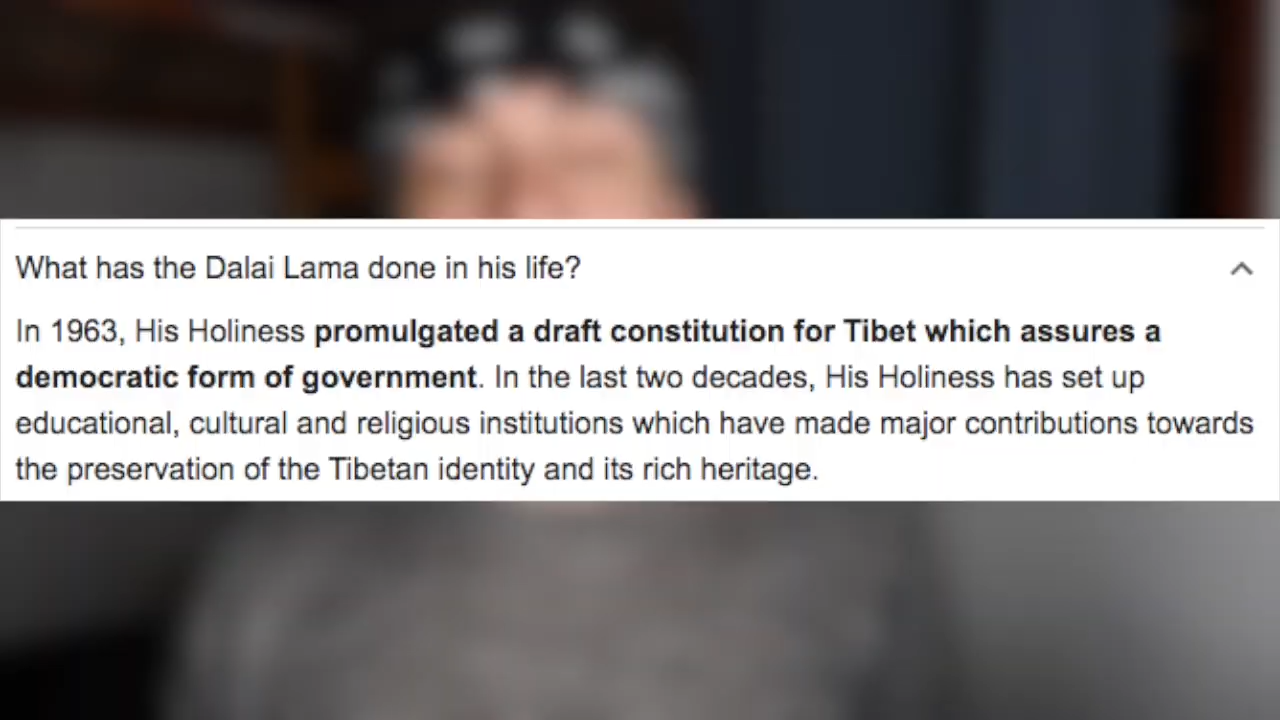 What has the Dalai Lama done in his life?
In 1963, His Holiness promulgated a draft constitution for Tibet which assures a
democratic form of government. In the last two decades, His Holiness has set up
educational, cultural and religious institutions which have made major contributions towards
the preservation of the Tibetan identity and its rich heritage.